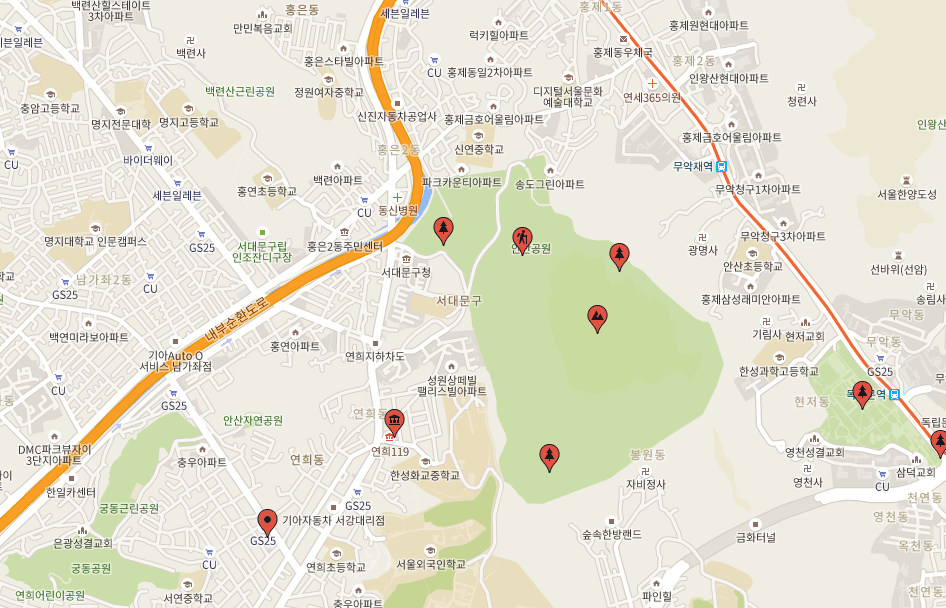 백련산힐스테이트
3차아파트
홍은동
세븐일레븐
홍제1동
만민복음교회
홍제원현대아파트
세븐일레븐
백련사
럭키힐아파트
홍제동우체국
홍은스타빌아파트
CU
홍제동일2차아파트
홍제2동
인왕산현대아파트
백련산근린공원
정원여자중학교
디지털서울문화
예술대학교
연세365의원
청련사
충암고등학교
명지전문대학
명지고등학교
신진자동차공업사
홍제금호어울림아파트
홍제금호어울림아파트
인왕산
홍은2동
신연중학교
CU
바이더웨이
무악재역
백련아파트
파크카운티아파트
송도그린아파트
무악청구1차아파트
세븐일레븐
홍연초등학교
서울한양도성
CU
동신병원
명지대학교 인문캠퍼스
GS25
서대문구립
인조잔디구장
홍은2동주민센터
안산공원
광명사
무악청구3차아파트
안산초등학교
선바위(선암)
남가좌2동
서대문구청
GS25
CU
서대문구
홍제삼성래미안아파트
송림사
내부순환도로
무악동
백연미라보아파트
홍연아파트
기림사
현저교회
무악동
기아Auto Q
서비스 남가좌점
연희지하차도
GS25
한성과학고등학교
CU
성원상떼빌
팰리스빌아파트
GS25
현저동
독립문역
안산자연공원
연희동
독립문
DMC파크뷰자이
3단지아파트
충우아파트
연희동
연희119
봉원동
영천성결교회
한성화교중학교
삼덕교회
한일카센터
자비정사
영천사
CU
GS25
천연동
궁동근린공원
기아자동차 서강대리점
영천동
은광성결교회
GS25
숲속한방랜드
금화터널
옥천동
궁동공원
CU
연희초등학교
서울외국인학교
연희어린이공원
서연중학교
충우아파트
파인힐
천연동